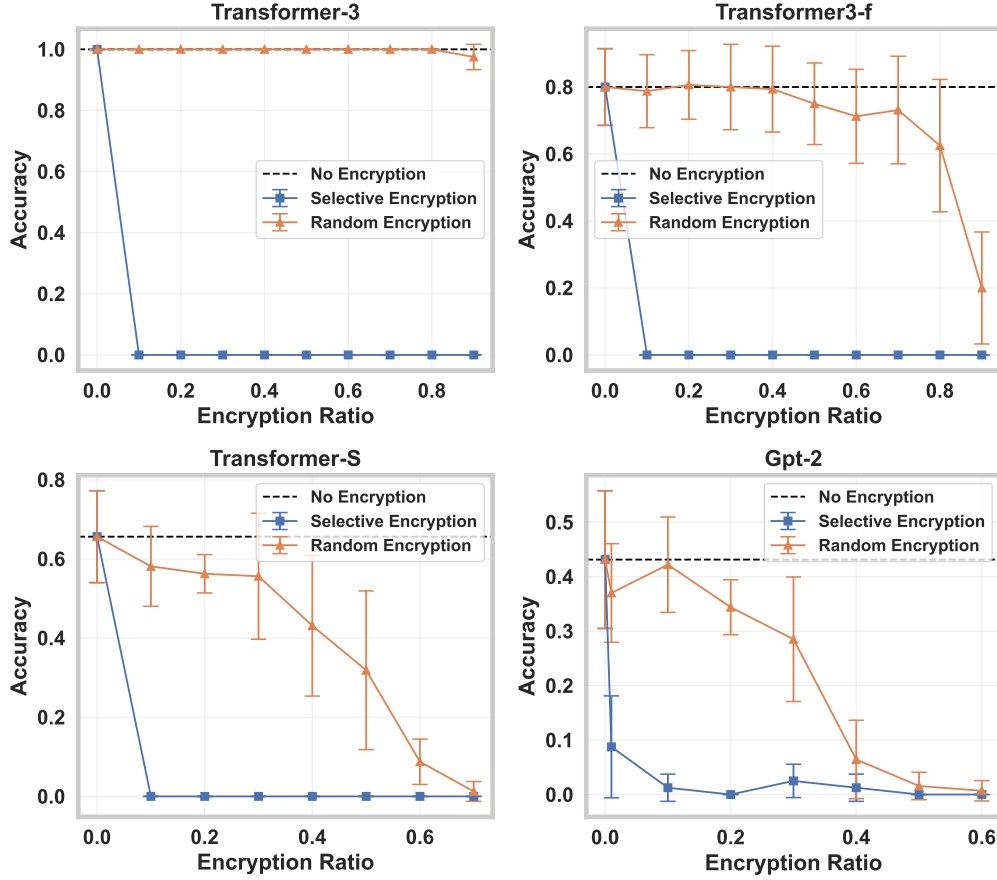 Transformer-3
Accuracy
1.0
0.8
0.6
0.4
0.2
0.0
No Encryption
Selective Encryption
Random Encryption
0.0 0.2 0.4 0.6 0.8
Encryption Ratio
Transformer3-f
Accuracy
0.8
0.6
0.4
0.2
0.0
No Encryption
Selective Encryption
Random Encryption
0.0 0.2 0.4 0.6 0.8
Encryption Ratio
Transformer-S
Accuracy
0.8
0.6
0.4
0.2
0.0
No Encryption
Selective Encryption
Random Encryption
0.0 0.2 0.4 0.6
Encryption Ratio
Gpt-2
Accuracy
0.5
0.4
0.3
0.2
0.1
0.0
No Encryption
Selective Encryption
Random Encryption
0.0 0.2 0.4 0.6
Encryption Ratio